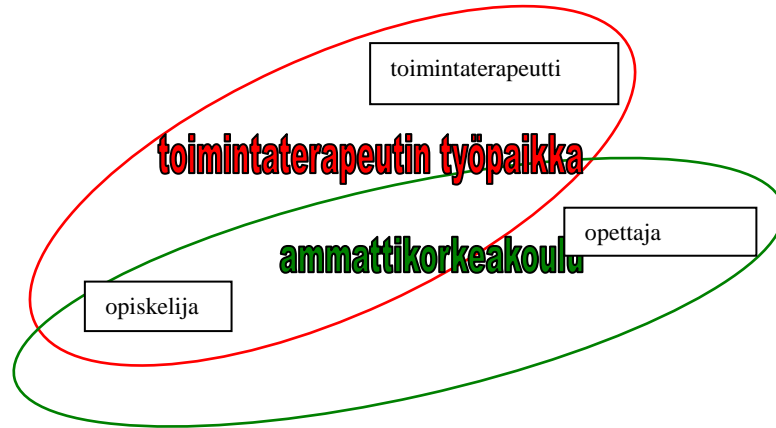 toimintaterapeutti
toimintaterapeutin työpaikka
opettaja
ammattikorkeakoulu
opiskelija